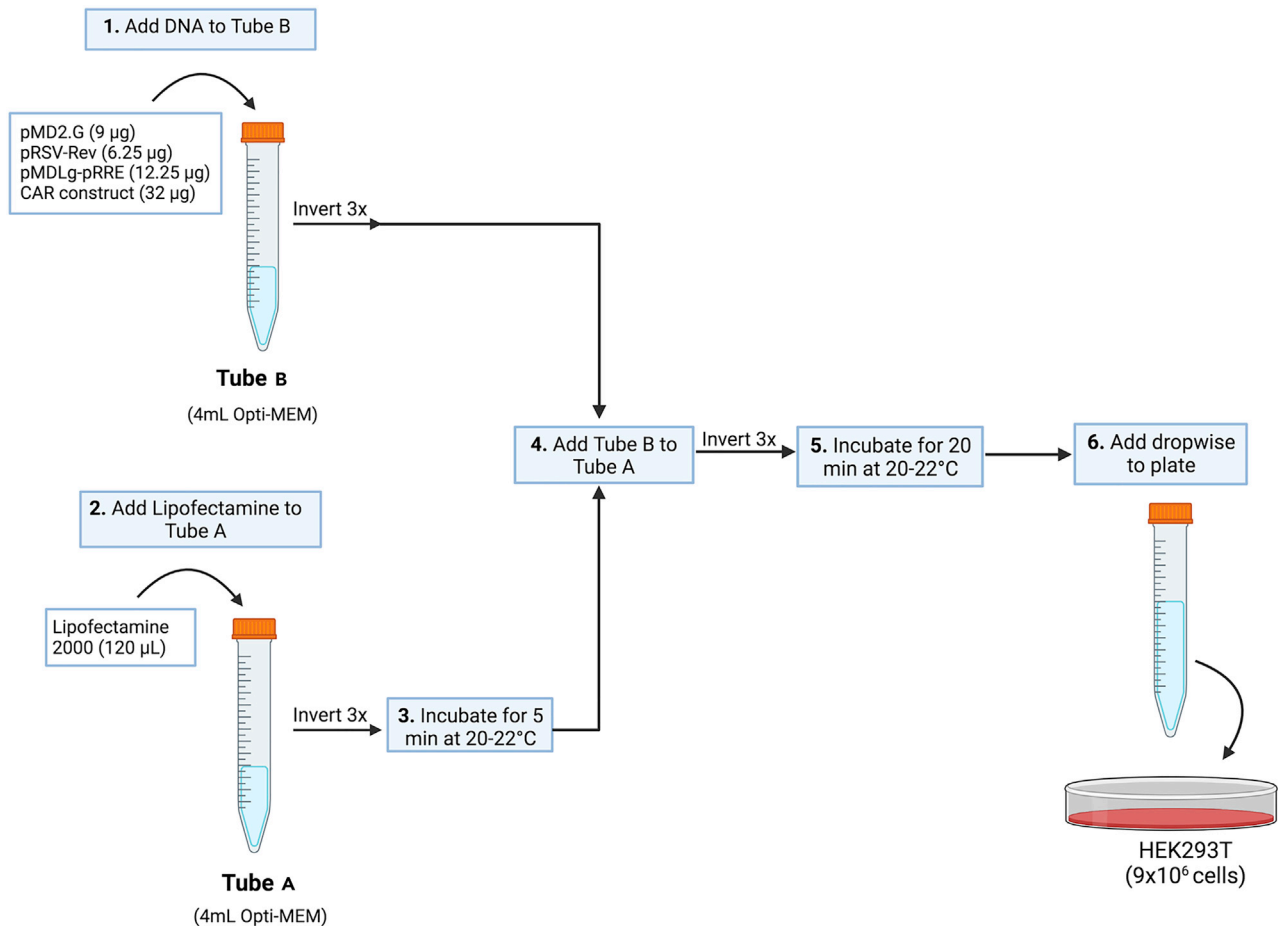 1. Add DNA to Tube B
pMD2.G (9 µg)
pRSV-Rev (6.25 µg)
pMDLg-pRRE (12.25 µg)
CAR construct (32 µg)
Invert 3x
Tube B
(4mL Opti-MEM)
2. Add Lipofectamine to
Tube A
Lipofectamine
2000 (120 µL)
Invert 3x
3. Incubate for 5
min at 20-22°C
Tube A
(4mL Opti-MEM)
4. Add Tube B to
Tube A
Invert 3x
5. Incubate for 20
min at 20-22°C
6. Add dropwise
to plate
HEK293T
(9x10⁶ cells)